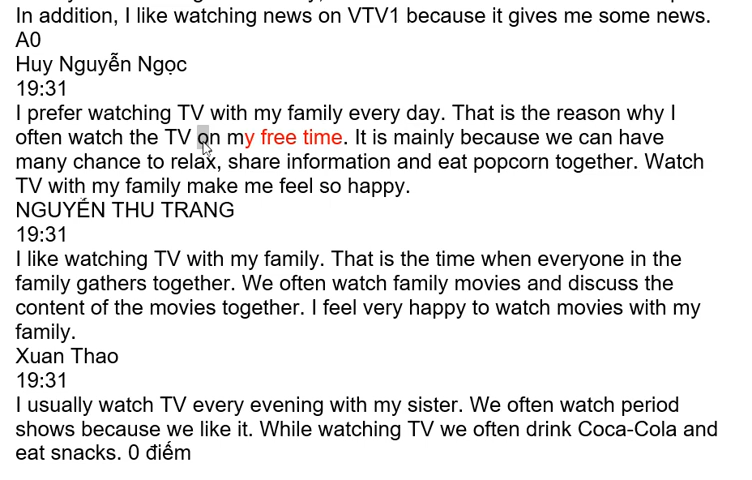 In addition, I like watching news on VTV1 because it gives me some news.
A0
Huy Nguyễn Ngọc
19:31
I prefer watching TV with my family every day. That is the reason why I
often watch the TV on my free time. It is mainly because we can have
many chance to relax, share information and eat popcorn together. Watch
TV with my family make me feel so happy.
NGUYỄN THU TRANG
19:31
I like watching TV with my family. That is the time when everyone in the
family gathers together. We often watch family movies and discuss the
content of the movies together. I feel very happy to watch movies with my
family.
Xuan Thao
19:31
I usually watch TV every evening with my sister. We often watch period
shows because we like it. While watching TV we often drink Coca-Cola and
eat snacks. 0 điểm